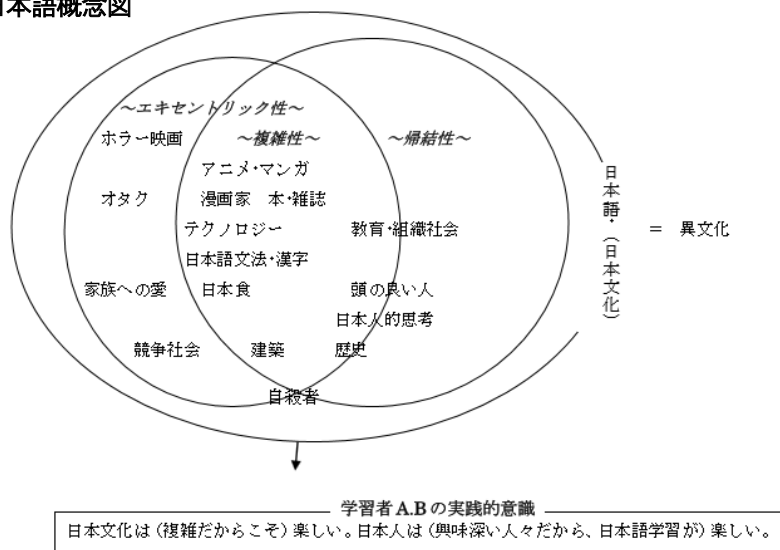 日本語概念図
～エキセントリック性～
ホラー映画 ～複雑性～ ～帰結性～
アニメ・マンガ
オタク 漫画家 本・雑誌
テクノロジー 教育・組織社会
日本語文法・漢字
家族への愛 日本食 頭の良い人
日本人的思考
競争社会 建築 歴史
自殺者
日本語・（日本文化）
＝ 異文化
学習者 A.B の実践的意識
日本文化は（複雑だからこそ）楽しい。日本人は（興味深い人々だから、日本語学習が）楽しい。